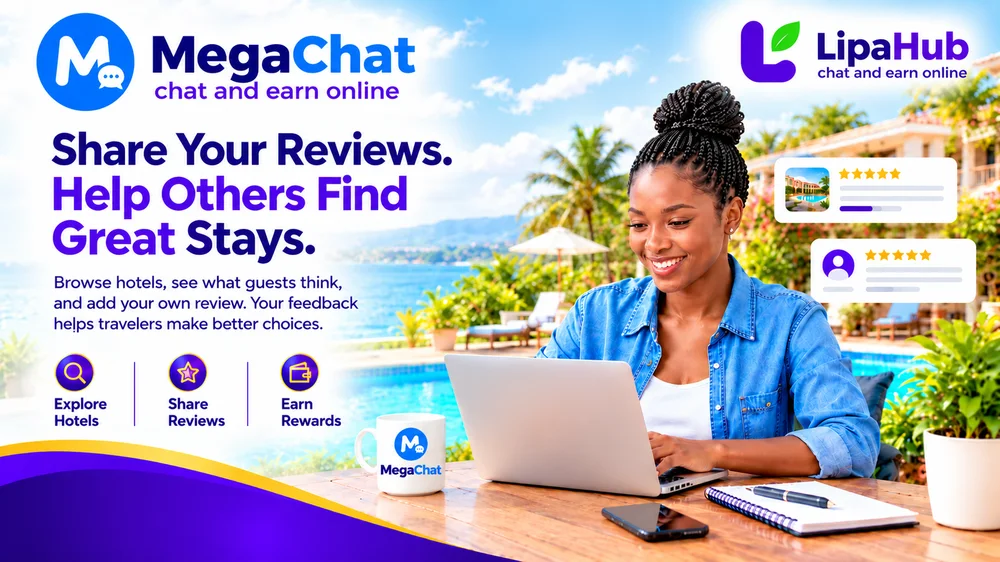 MegaChat
chat and earn online
LipaHub
chat and earn online
Share Your Reviews.
Help Others Find
Great Stays.
Browse hotels, see what guests think,
and add your own review. Your feedback
helps travelers make better choices.
Explore
Hotels
Share
Reviews
Earn
Rewards
M
MegaChat